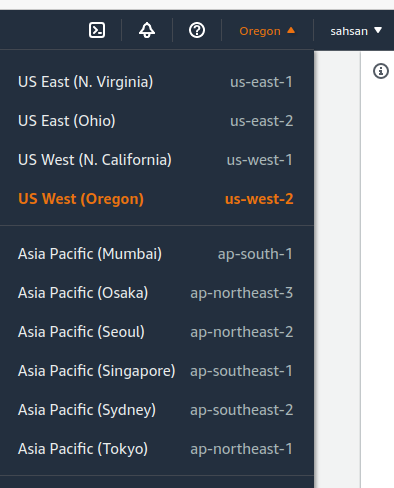 Oregon ▲ sahsan ▼
US East (N. Virginia) us-east-1
US East (Ohio) us-east-2
US West (N. California) us-west-1
US West (Oregon) us-west-2
Asia Pacific (Mumbai) ap-south-1
Asia Pacific (Osaka) ap-northeast-3
Asia Pacific (Seoul) ap-northeast-2
Asia Pacific (Singapore) ap-southeast-1
Asia Pacific (Sydney) ap-southeast-2
Asia Pacific (Tokyo) ap-northeast-1